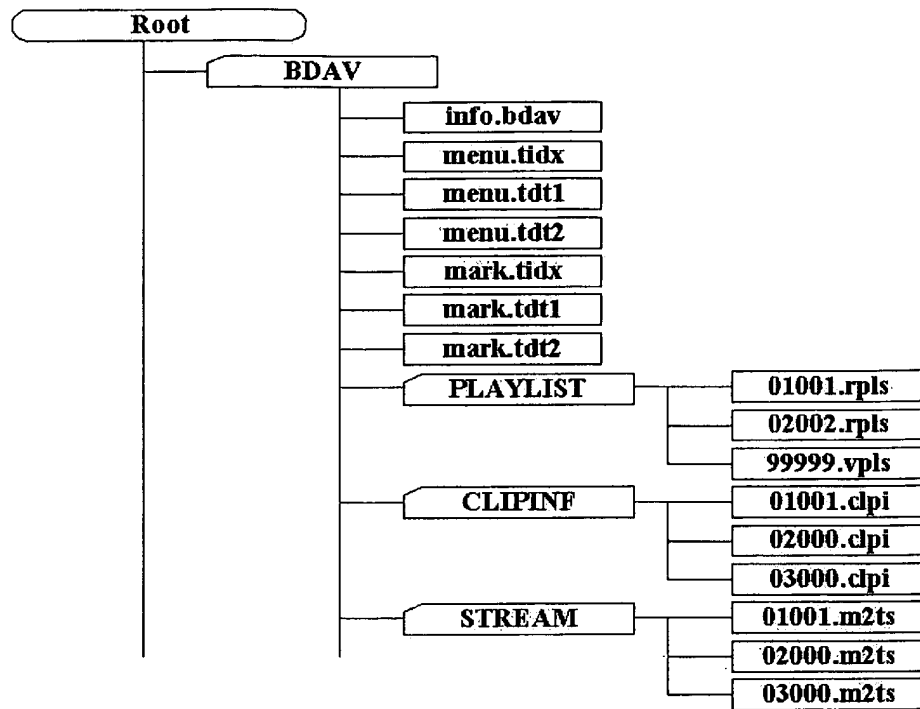 Root
BDAV
info.bdav
menu.tidx
menu.tdt1
menu.tdt2
mark.tidx
mark.tdt1
mark.tdt2
PLAYLIST
01001.rpls
02002.rpls
99999.vpls
CLIPINF
01001.clpi
02000.clpi
03000.clpi
STREAM
01001.m2ts
02000.m2ts
03000.m2ts